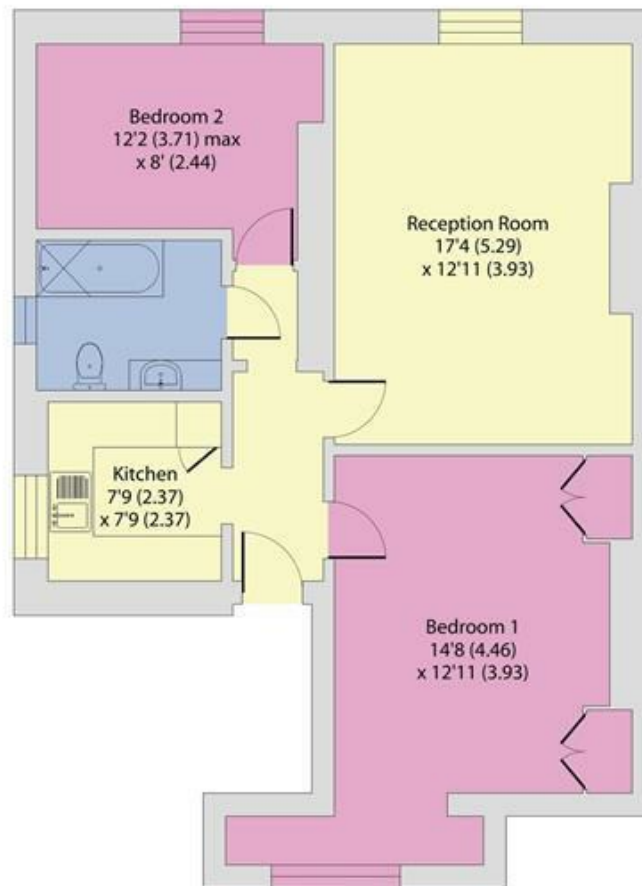 Bedroom 2
12'2 (3.71) max
x 8' (2.44)
Reception Room
17'4 (5.29)
x 12'11 (3.93)
Kitchen
7'9 (2.37)
x 7'9 (2.37)
Bedroom 1
14'8 (4.46)
x 12'11 (3.93)